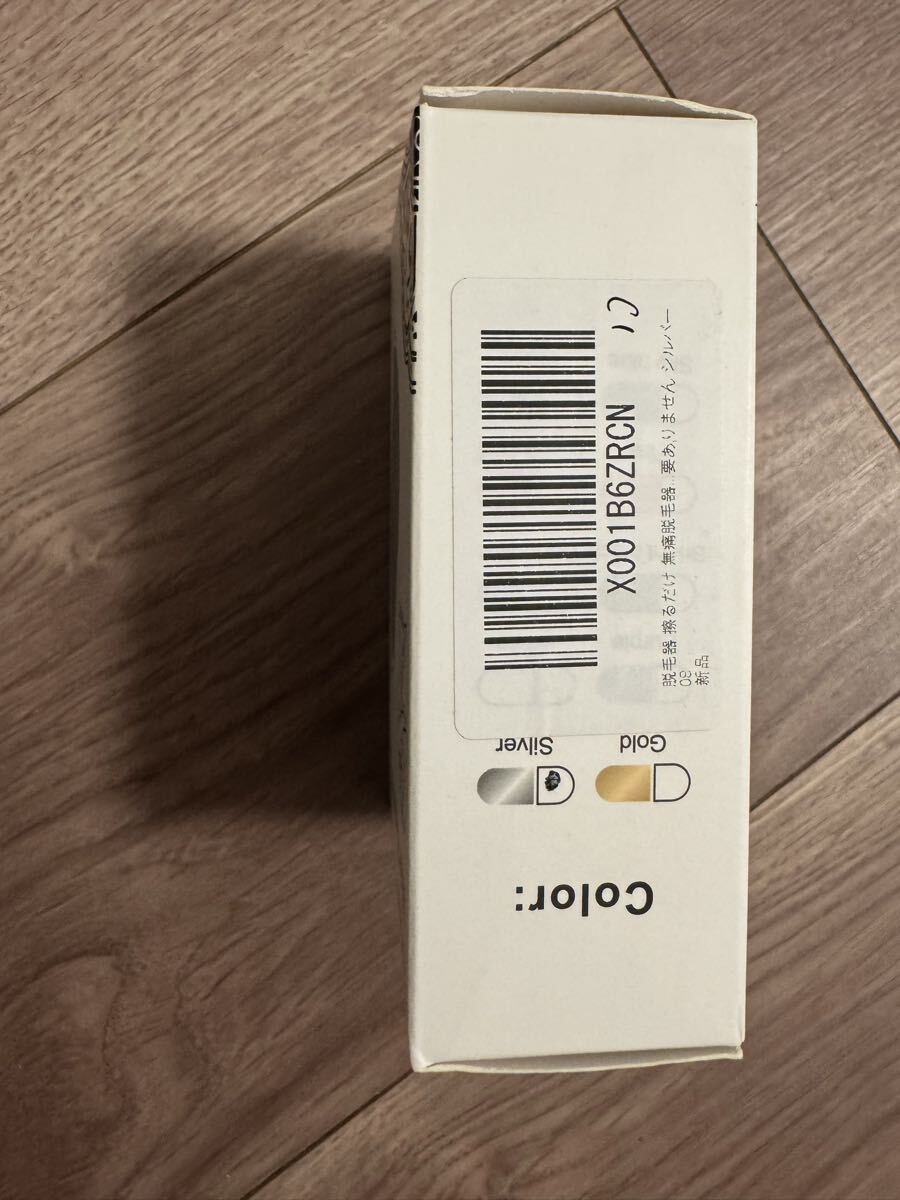 X001B6ZRCN
脱毛器 擦るだけ 無痛脱毛器...要ありません シルバー
09
新品
Color:
Gold
Silver